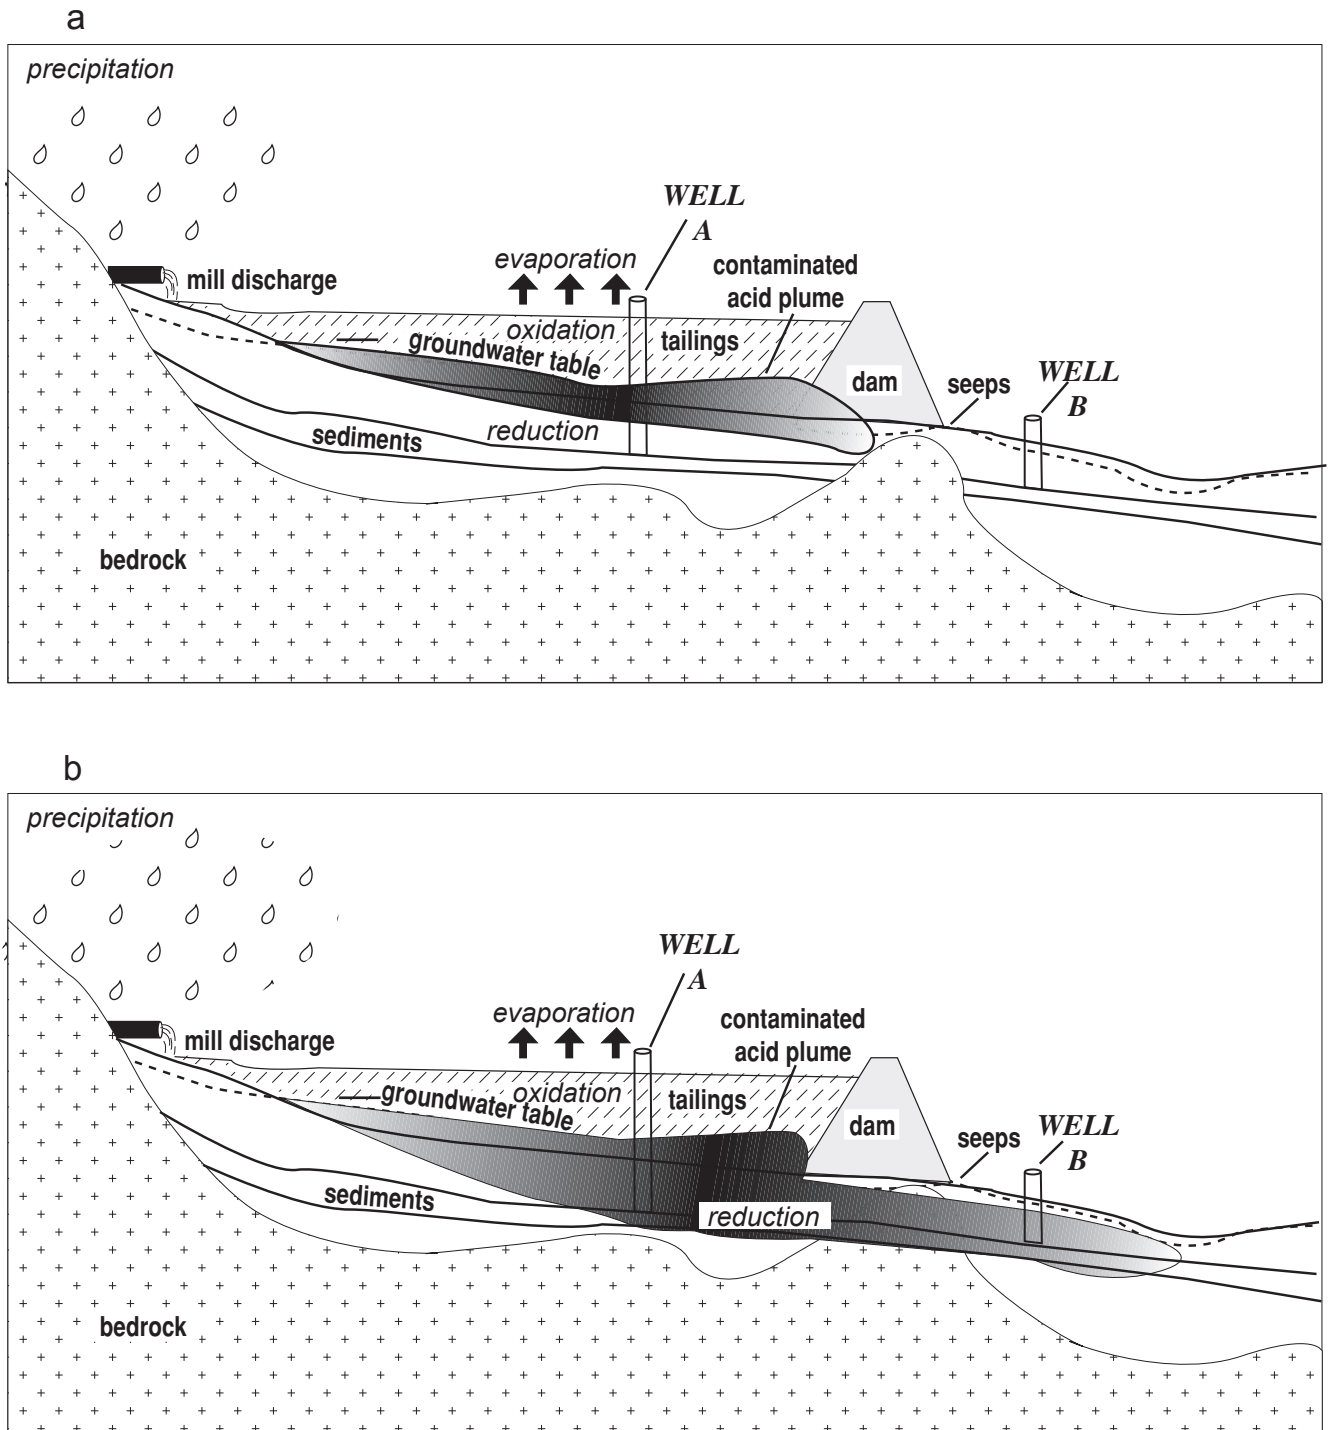 a
precipitation
WELL
A
evaporation
contaminated
acid plume
mill discharge
oxidation
tailings
groundwater table
dam
seeps
WELL
B
sediments
reduction
bedrock
b
precipitation
WELL
A
evaporation
contaminated
acid plume
mill discharge
oxidation
tailings
groundwater table
dam
seeps
WELL
B
sediments
reduction
bedrock